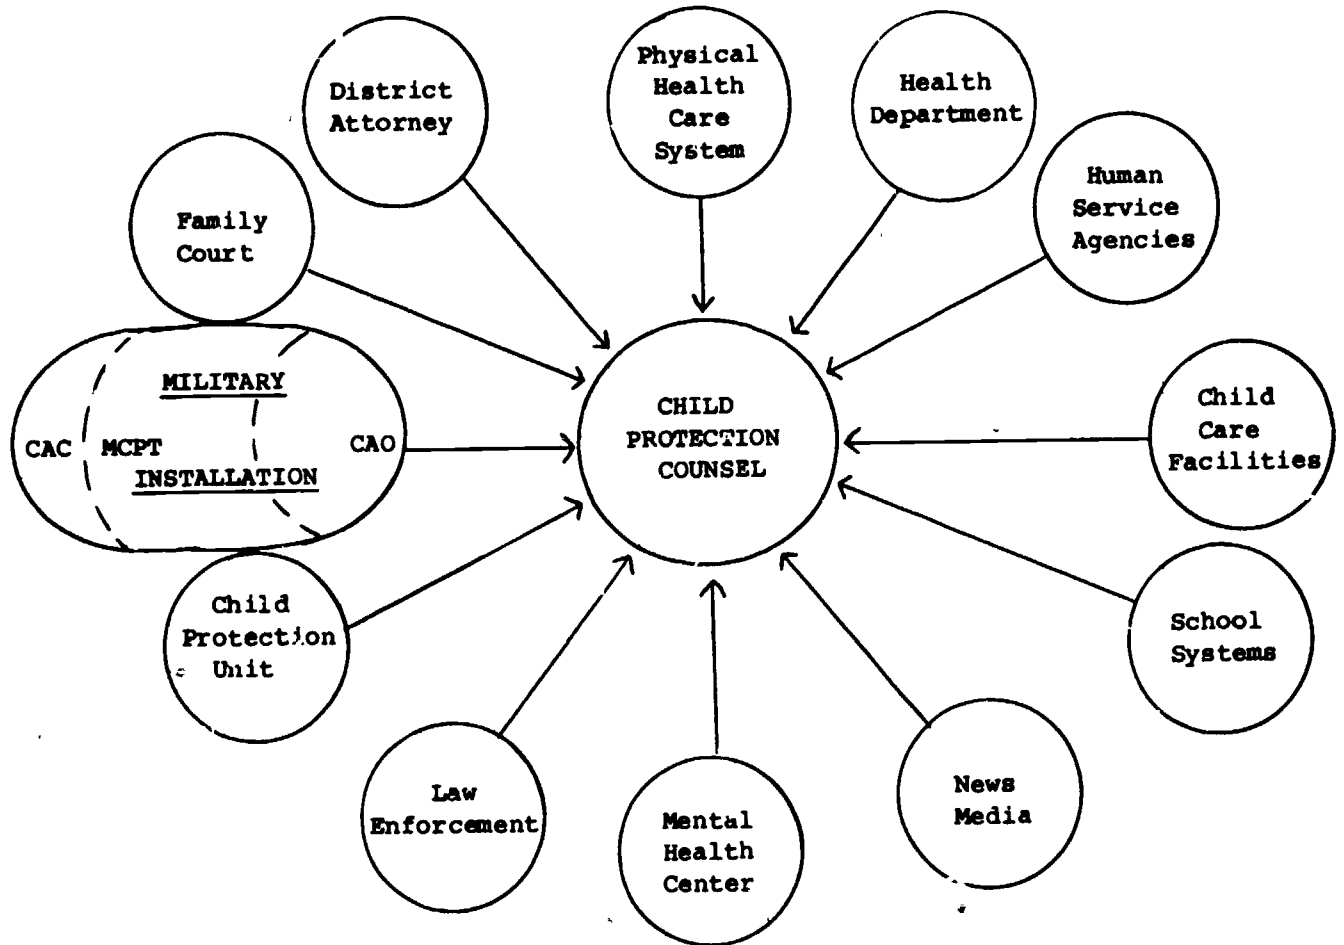 District
Attorney
Physical
Health
Care
System
Health
Department
Human
Service
Agencies
Family
Court
MILITARY
CAC MCPT CAO
INSTALLATION
CHILD
PROTECTION
COUNSEL
Child
Care
Facilities
Child
Protection
Unit
School
Systems
Law
Enforcement
Mental
Health
Center
News
Media